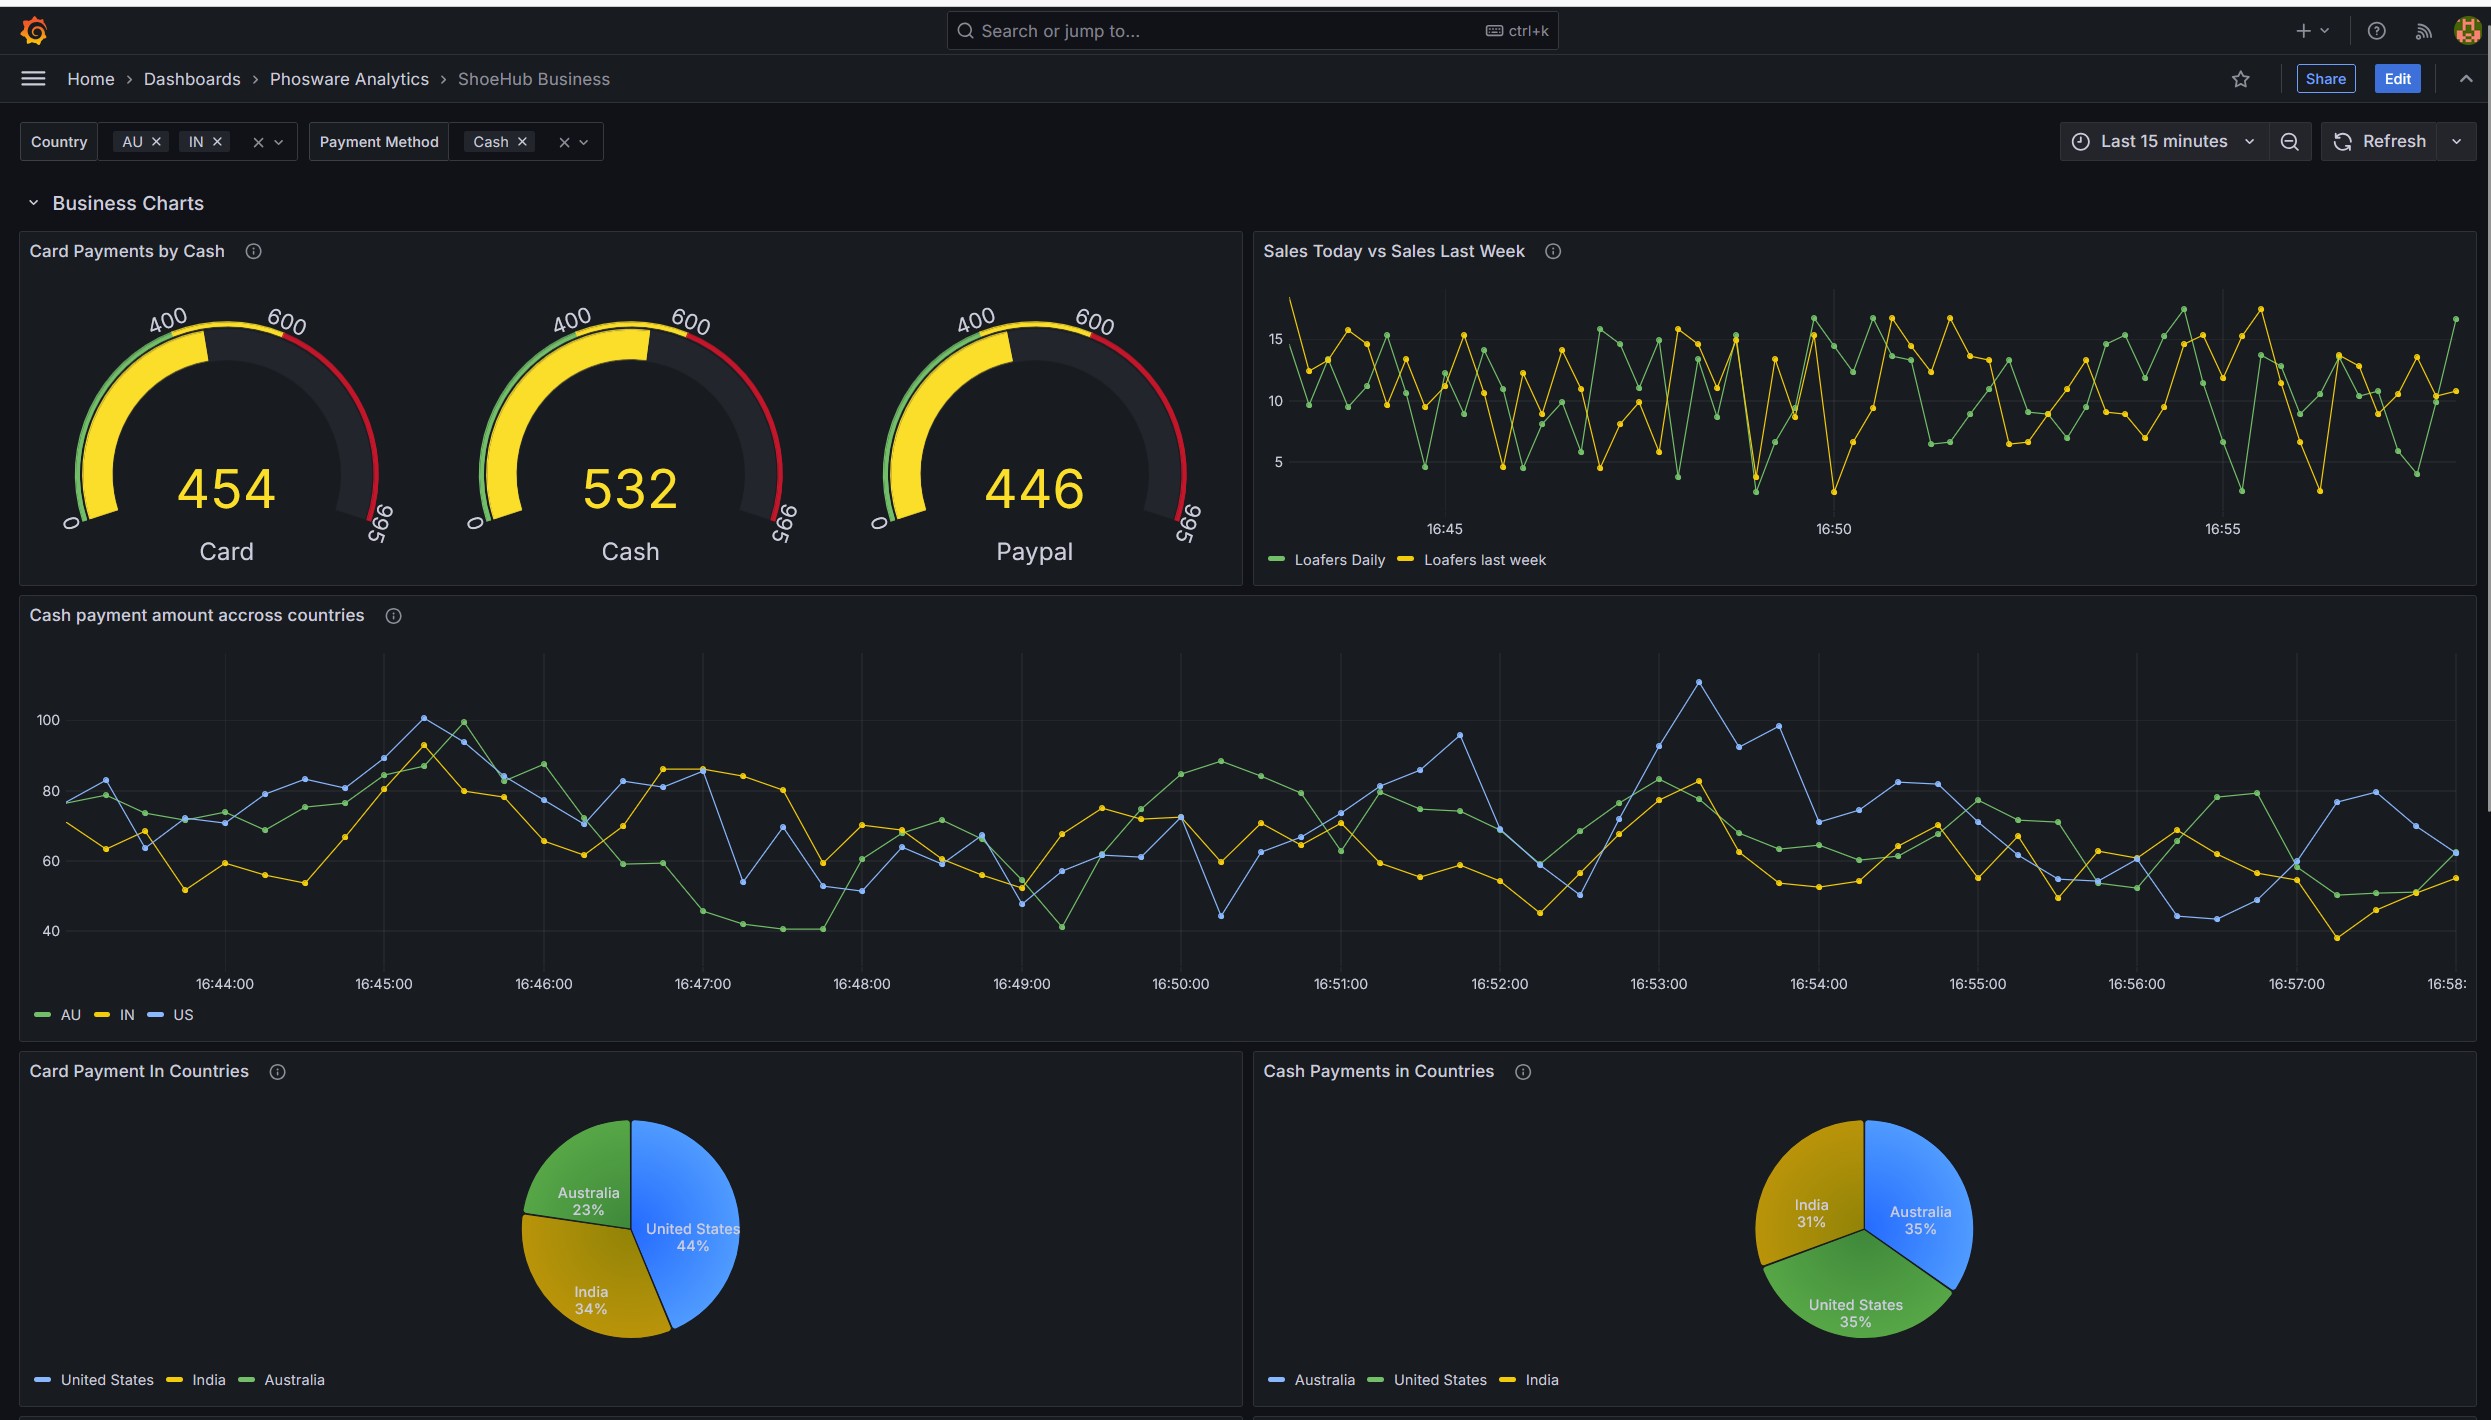 Search or jump to...
ctrl+k
Home › Dashboards › Phosware Analytics › ShoeHub Business
Share
Edit
Country
AU
IN
Payment Method
Cash
Last 15 minutes
Refresh
Business Charts
Card Payments by Cash
0
400
600
995
454
Card
0
400
600
995
532
Cash
0
400
600
995
446
Paypal
Sales Today vs Sales Last Week
15
10
5
16:45
16:50
16:55
Loafers Daily
Loafers last week
Cash payment amount accross countries
100
80
60
40
16:44:00
16:45:00
16:46:00
16:47:00
16:48:00
16:49:00
16:50:00
16:51:00
16:52:00
16:53:00
16:54:00
16:55:00
16:56:00
16:57:00
16:58:
AU
IN
US
Card Payment In Countries
Australia
23%
United States
44%
India
34%
United States
India
Australia
Cash Payments in Countries
India
31%
Australia
35%
United States
35%
Australia
United States
India